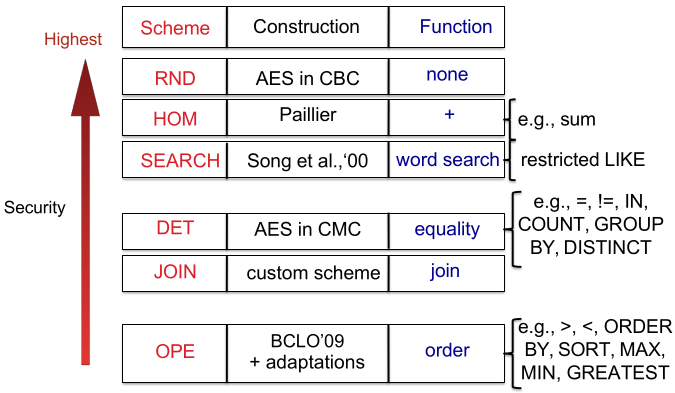 Highest
Scheme Construction Function
RND AES in CBC none
HOM Paillier + e.g., sum
SEARCH Song et al.,‘00 word search restricted LIKE
Security
DET AES in CMC equality
e.g., =, !=, IN,
COUNT, GROUP
BY, DISTINCT
JOIN custom scheme join
OPE
BCLO’09
+ adaptations
order
e.g., >, <, ORDER
BY, SORT, MAX,
MIN, GREATEST